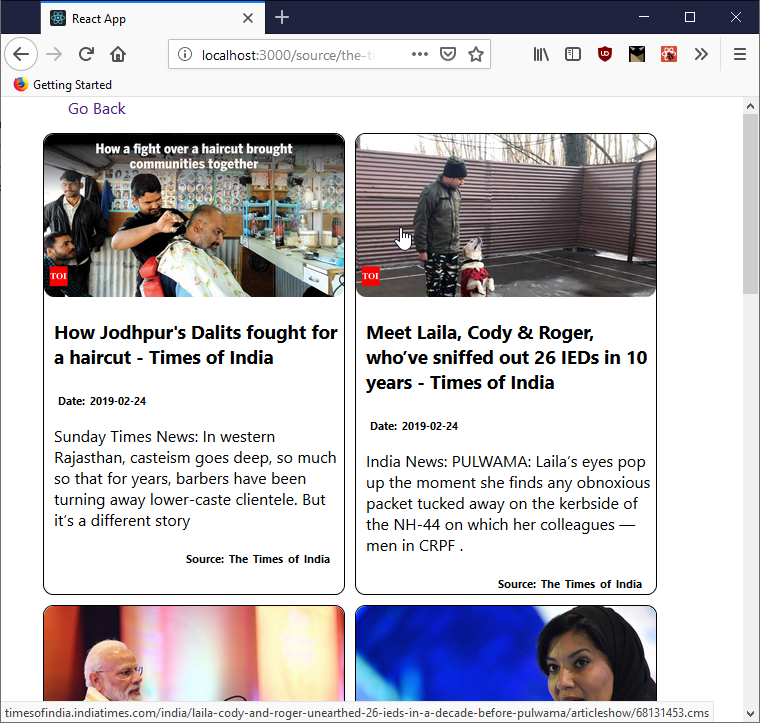 React App
localhost:3000/source/the-ti
Getting Started
Go Back
How a fight over a haircut brought
communities together
TOI
How Jodhpur's Dalits fought for
a haircut - Times of India
Date: 2019-02-24
Sunday Times News: In western
Rajasthan, casteism goes deep, so much
so that for years, barbers have been
turning away lower-caste clientele. But
it's a different story
Source: The Times of India
TOI
Meet Laila, Cody & Roger,
who’ve sniffed out 26 IEDs in 10
years - Times of India
Date: 2019-02-24
India News: PULWAMA: Laila’s eyes pop
up the moment she finds any obnoxious
packet tucked away on the kerbside of
the NH-44 on which her colleagues —
men in CRPF .
Source: The Times of India
timesofindia.indiatimes.com/india/laila-cody-and-roger-unearthed-26-ieds-in-a-decade-before-pulwama/articleshow/68131453.cms